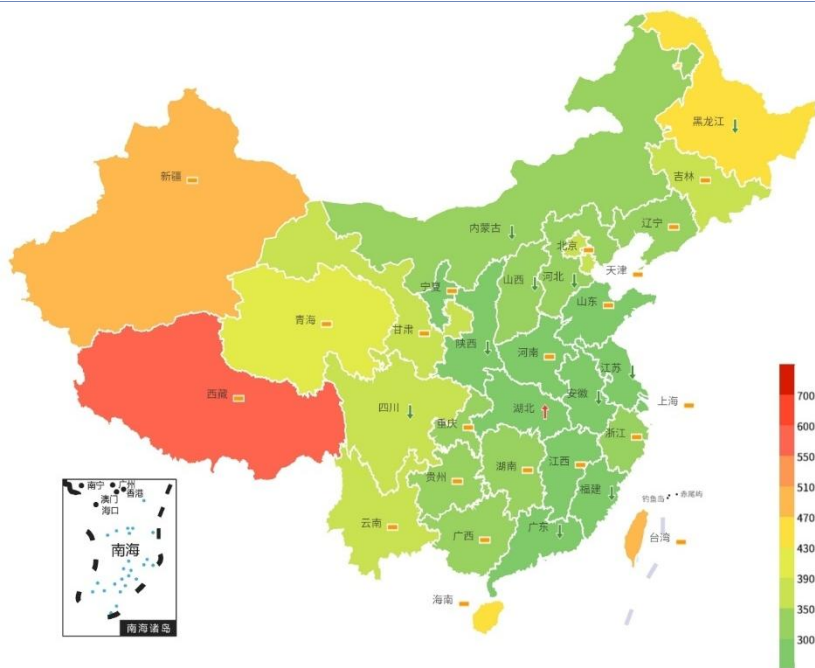 黑龙江
新疆
吉林
辽宁
内蒙古
北京
天津
山西
河北
宁夏
山东
青海
甘肃
陕西
河南
江苏
西藏
安徽
四川
湖北
上海
重庆
浙江
湖南
江西
贵州
福建
钓鱼岛
赤尾屿
云南
广西
广东
台湾
海南
南宁
广州
香港
澳门
海口
南海
南海诸岛
700
600
550
510
470
430
390
350
300